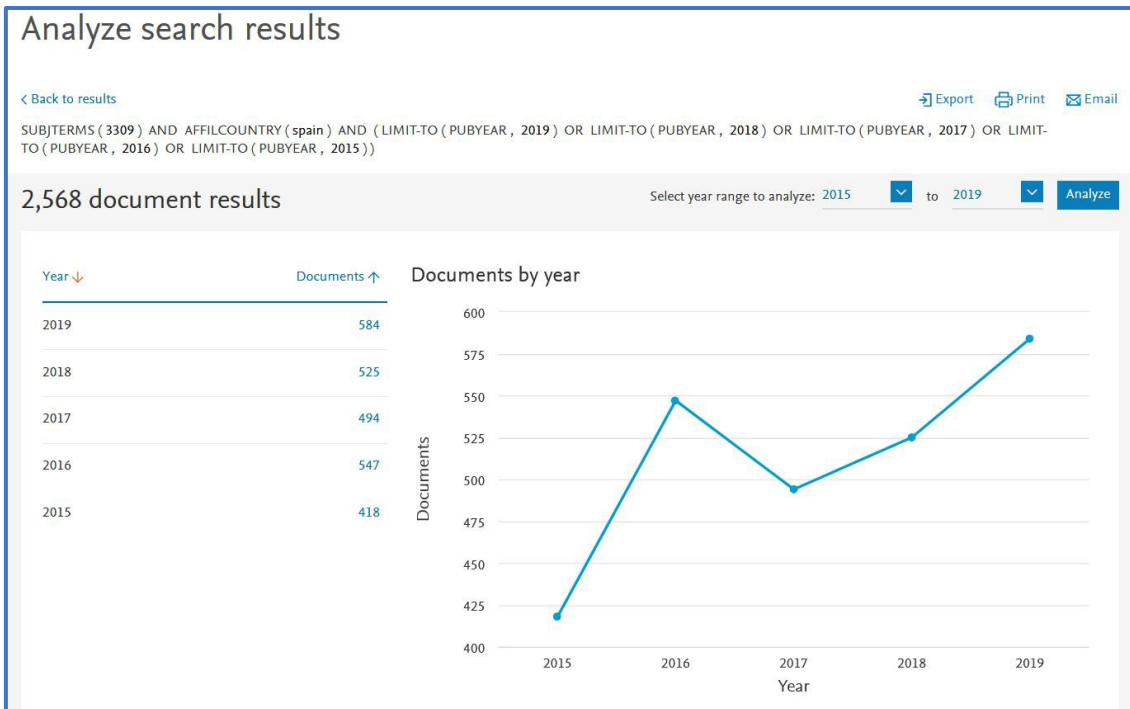 Analyze search results
Back to results
Export Print Email
SUBJTERMS ( 3309 ) AND AFFILCOUNTRY ( spain ) AND ( LIMIT-TO ( PUBYEAR , 2019 ) OR LIMIT-TO ( PUBYEAR , 2018 ) OR LIMIT-TO ( PUBYEAR , 2017 ) OR LIMIT-
TO ( PUBYEAR , 2016 ) OR LIMIT-TO ( PUBYEAR , 2015 ) )
2,568 document results
Select year range to analyze: 2015 to 2019 Analyze
Year Documents
2019 584
2018 525
2017 494
2016 547
2015 418
Documents by year
600
575
550
525
500
475
450
425
400
Documents
2015 2016 2017 2018 2019
Year